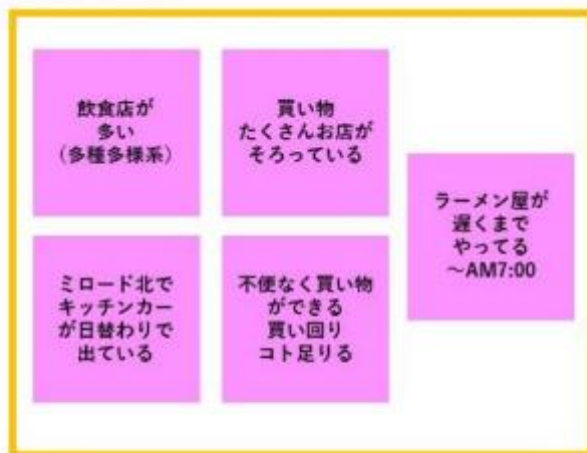 飲食店が
多い
（多種多様系）
買い物
たくさんお店が
そろっている
ラーメン屋が
遅くまで
やってる
～AM7:00
ミロード北で
キッチンカー
が日替わりで
出ている
不便なく買い物
ができる
買い回り
コト足りる